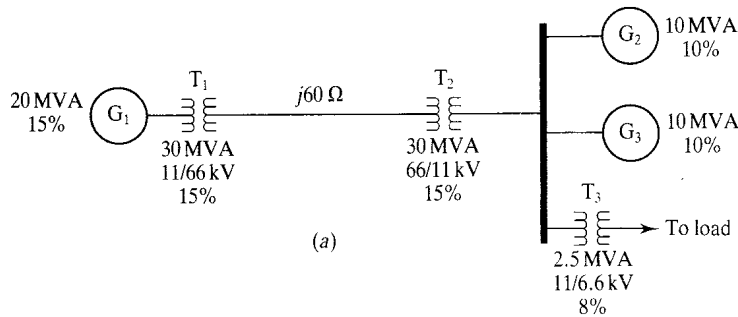 20 MVA
15%
G₁
T₁
30 MVA
11/66 kV
15%
j60 Ω
T₂
30 MVA
66/11 kV
15%
G₂
10 MVA
10%
G₃
10 MVA
10%
T₃
To load
2.5 MVA
11/6.6 kV
8%
(a)